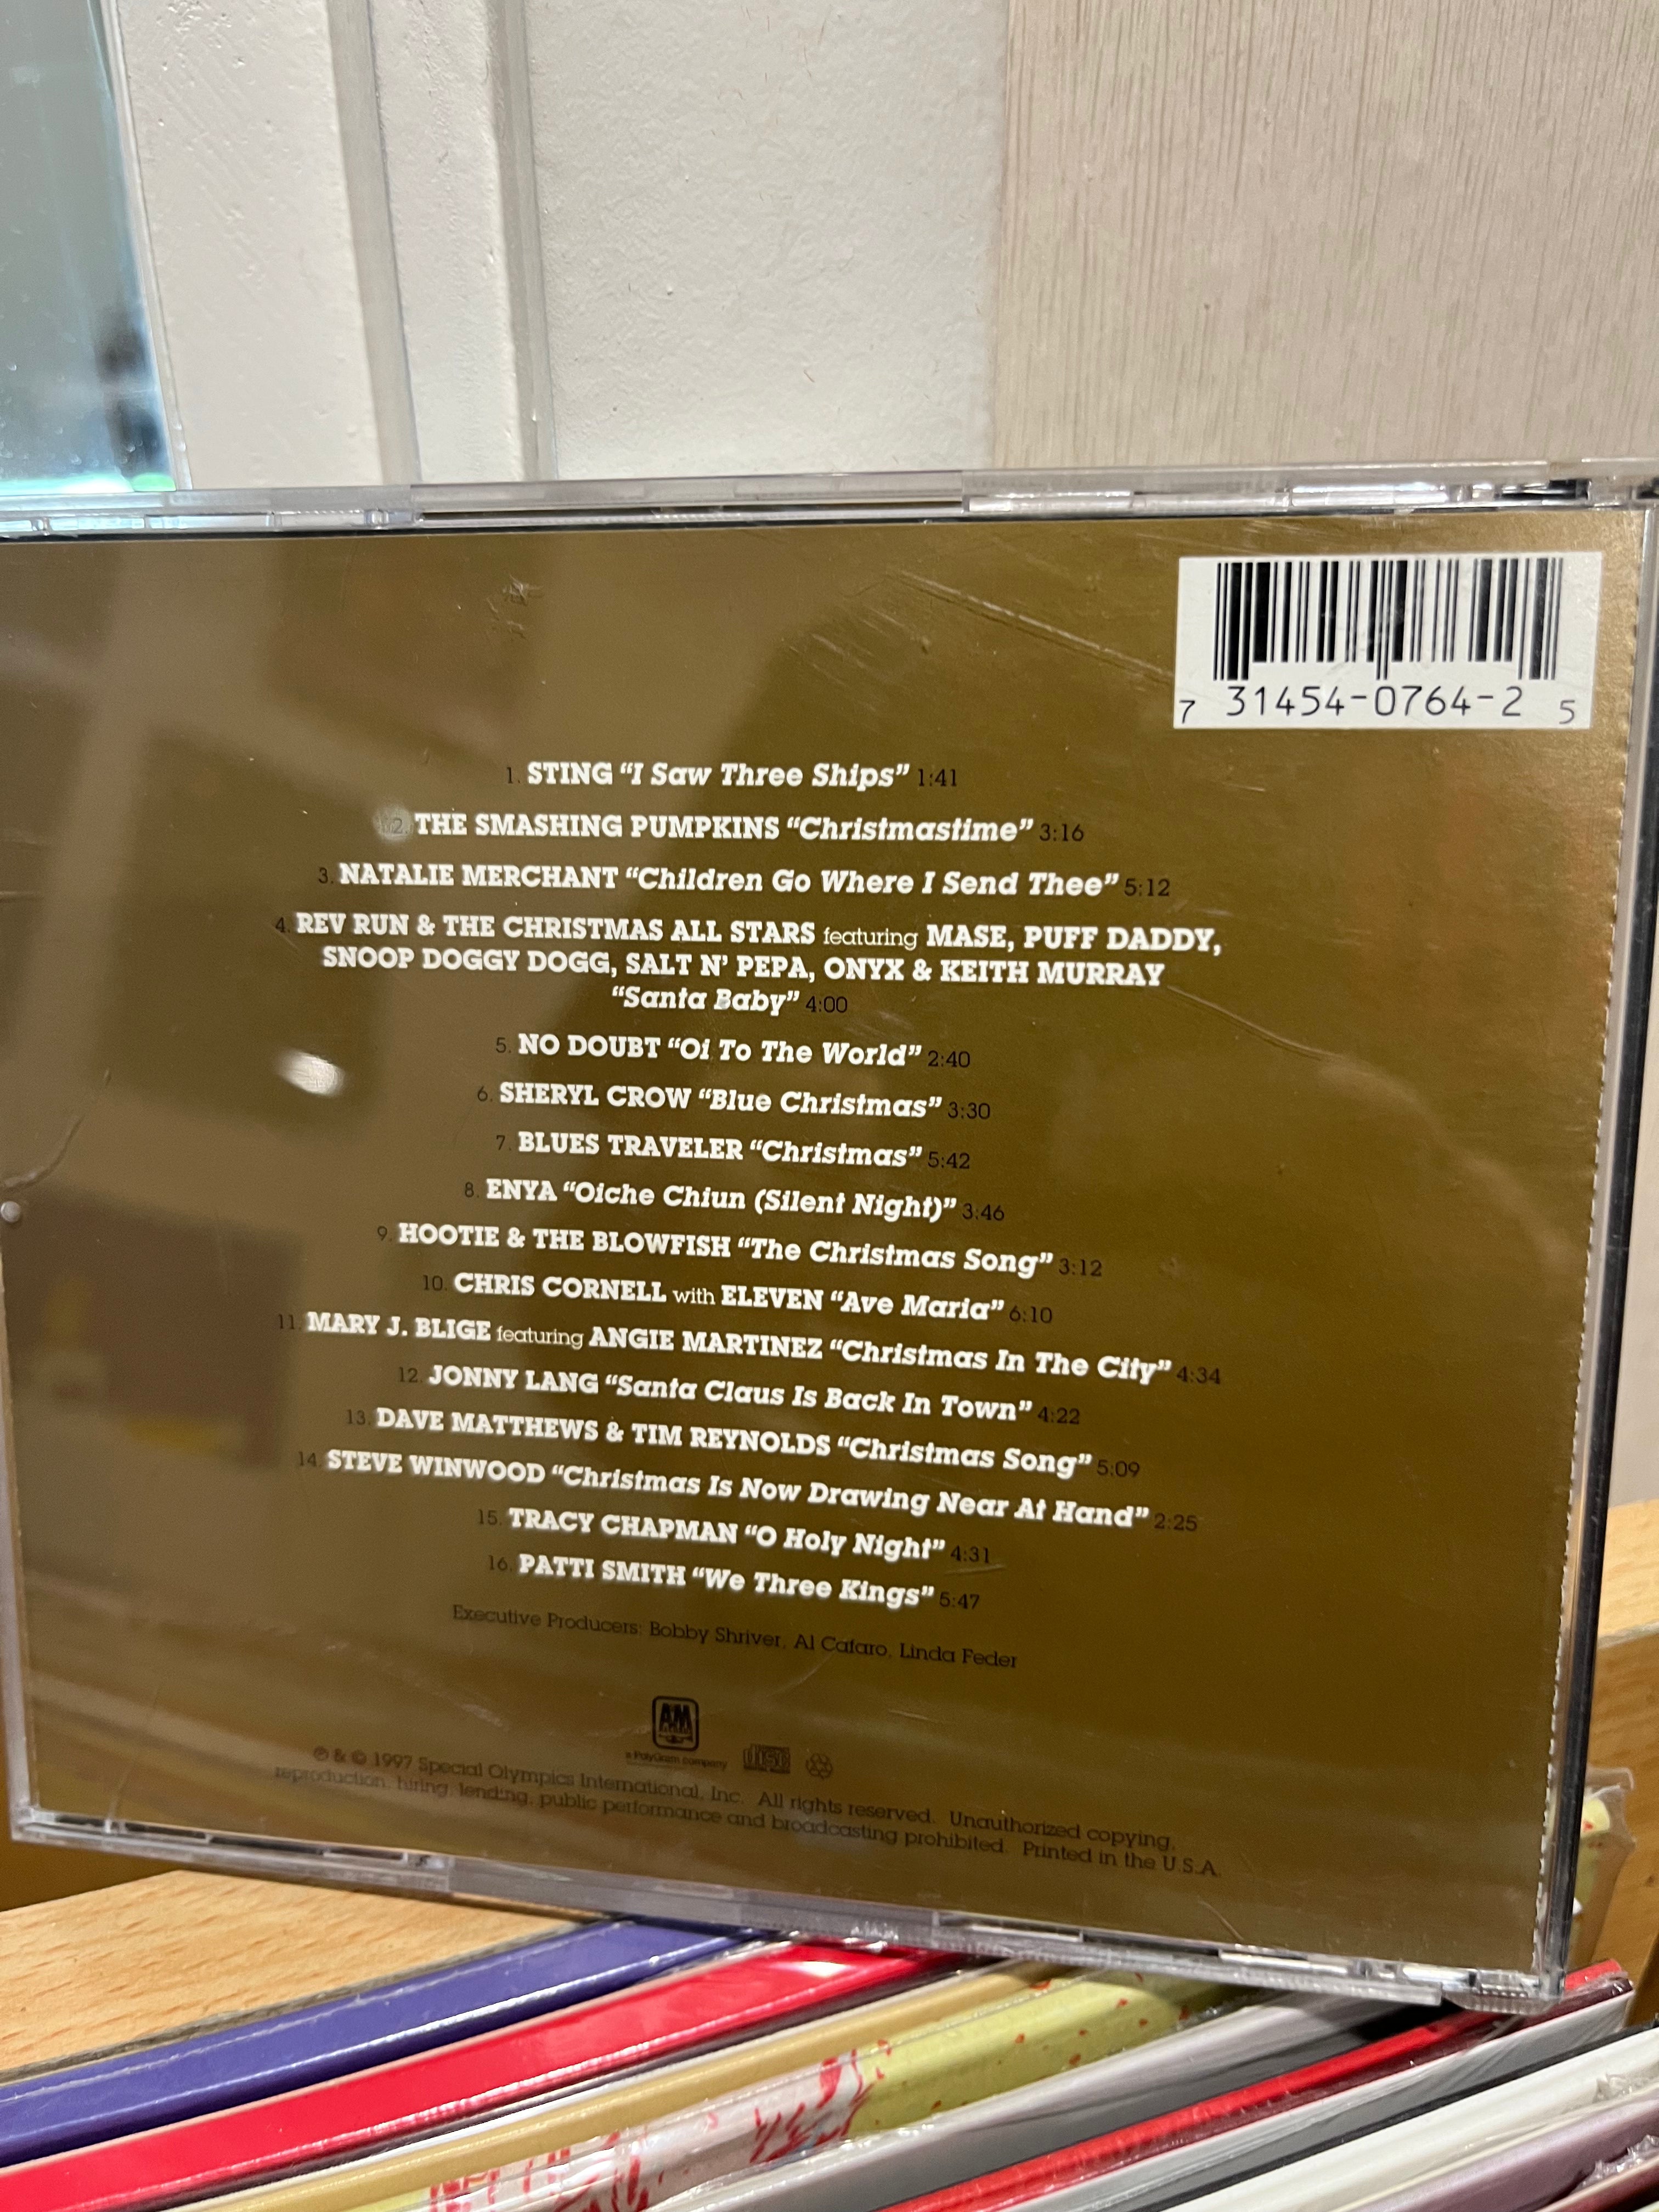 7 31454-0764-2 5
1. STING “I Saw Three Ships” 1:41
2. THE SMASHING PUMPKINS “Christmastime” 3:16
3. NATALIE MERCHANT “Children Go Where I Send Thee” 5:12
4. REV RUN & THE CHRISTMAS ALL STARS featuring MASE, PUFF DADDY,
SNOOP DOGGY DOGG, SALT N’ PEPA, ONYX & KEITH MURRAY
“Santa Baby” 4:00
5. NO DOUBT “Oi To The World” 2:40
6. SHERYL CROW “Blue Christmas” 3:30
7. BLUES TRAVELER “Christmas” 5:42
8. ENYA “Oiche Chiun (Silent Night)” 3:46
9. HOOTIE & THE BLOWFISH “The Christmas Song” 3:12
10. CHRIS CORNELL with ELEVEN “Ave Maria” 6:10
11. MARY J. BLIGE featuring ANGIE MARTINEZ “Christmas In The City” 4:34
12. JONNY LANG “Santa Claus Is Back In Town” 4:22
13. DAVE MATTHEWS & TIM REYNOLDS “Christmas Song” 5:09
14. STEVE WINWOOD “Christmas Is Now Drawing Near At Hand” 2:25
15. TRACY CHAPMAN “O Holy Night” 4:31
16. PATTI SMITH “We Three Kings” 5:47
Executive Producers: Bobby Shriver, Al Cafaro, Linda Feder
A&M
a PolyGram company
disc
℗ & © 1997 Special Olympics International, Inc. All rights reserved. Unauthorized copying,
reproduction, hiring, lending, public performance and broadcasting prohibited. Printed in the U.S.A.